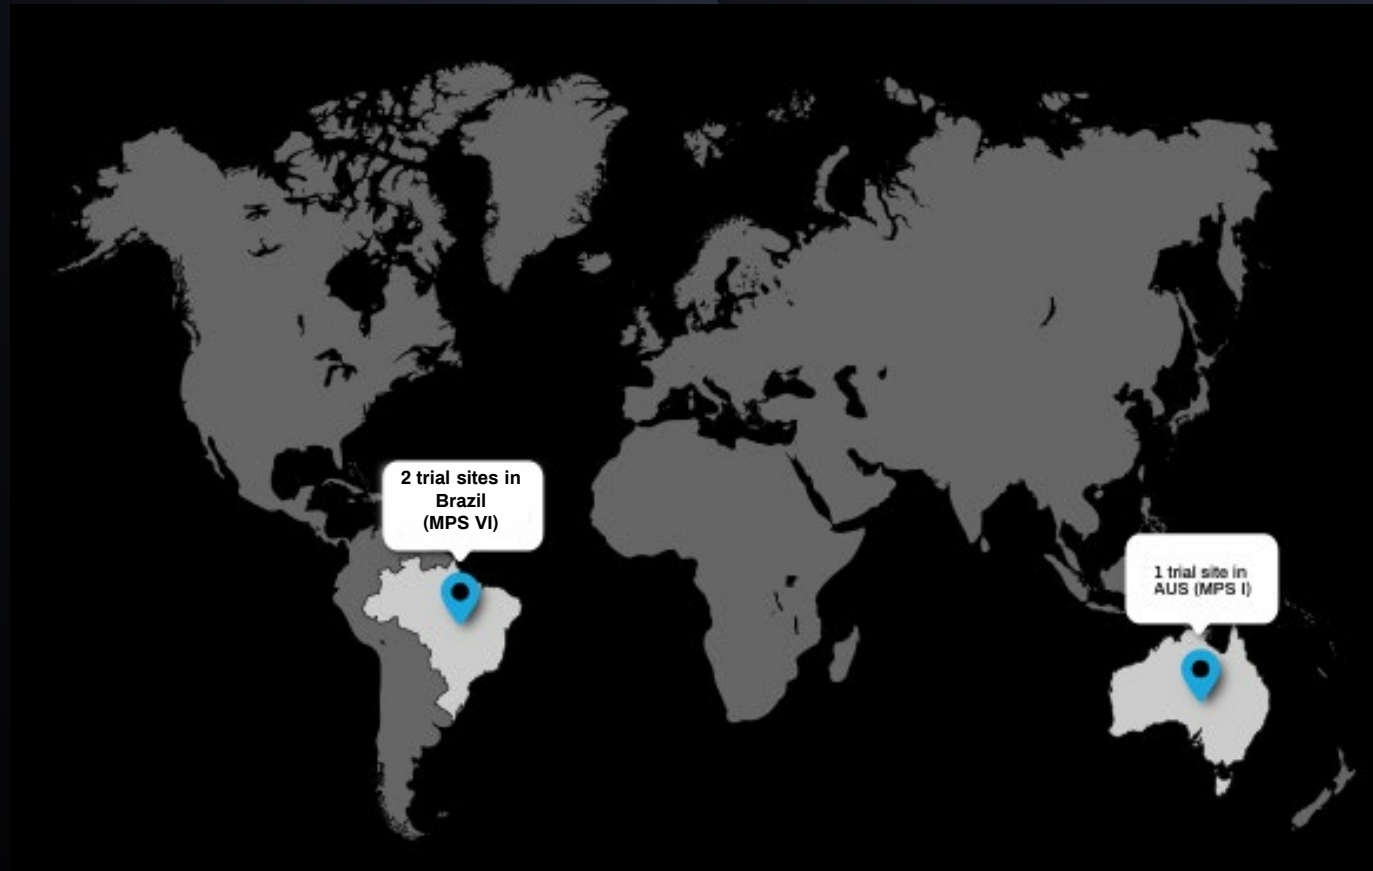 2 trial sites in
Brazil
(MPS VI)
1 trial site in
AUS (MPS I)